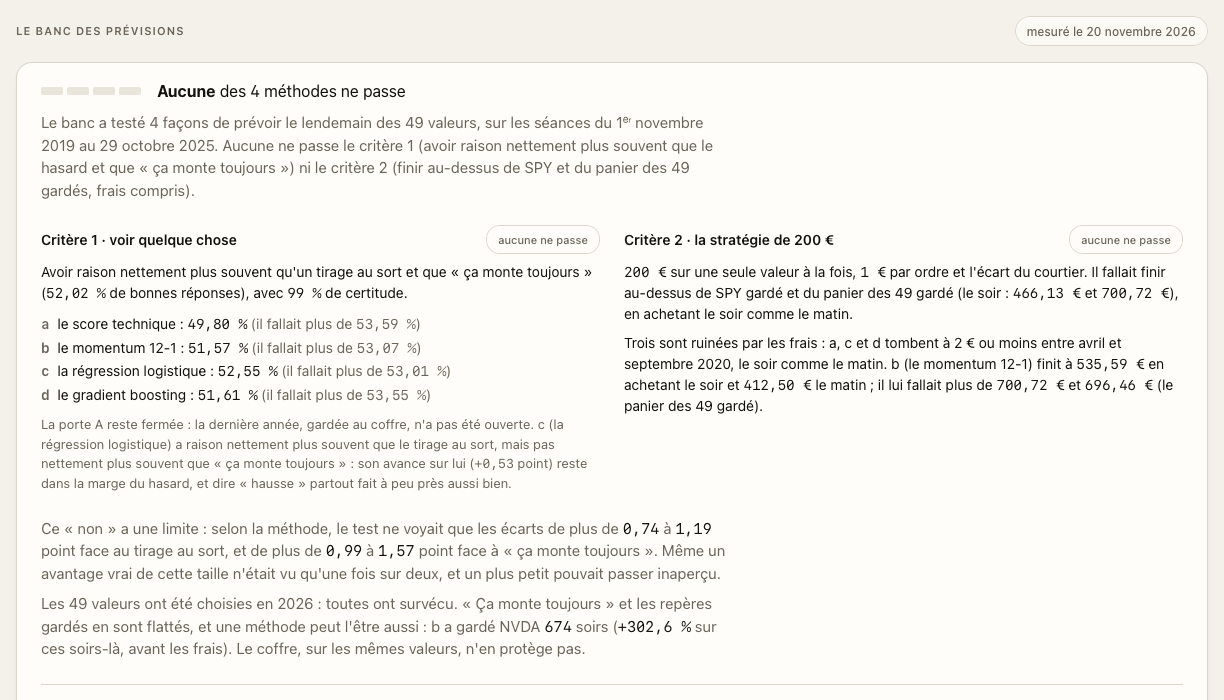 LE BANC DES PRÉVISIONS
mesuré le 20 novembre 2026
Aucune des 4 méthodes ne passe
Le banc a testé 4 façons de prévoir le lendemain des 49 valeurs, sur les séances du 1er novembre
2019 au 29 octobre 2025. Aucune ne passe le critère 1 (avoir raison nettement plus souvent que le
hasard et que « ça monte toujours ») ni le critère 2 (finir au-dessus de SPY et du panier des 49
gardés, frais compris).
Critère 1 · voir quelque chose
aucune ne passe
Avoir raison nettement plus souvent qu'un tirage au sort et que « ça monte toujours »
(52,02 % de bonnes réponses), avec 99 % de certitude.
a le score technique : 49,80 % (il fallait plus de 53,59 %)
b le momentum 12-1 : 51,57 % (il fallait plus de 53,07 %)
c la régression logistique : 52,55 % (il fallait plus de 53,01 %)
d le gradient boosting : 51,61 % (il fallait plus de 53,55 %)
La porte A reste fermée : la dernière année, gardée au coffre, n'a pas été ouverte. c (la
régression logistique) a raison nettement plus souvent que le tirage au sort, mais pas
nettement plus souvent que « ça monte toujours » : son avance sur lui (+0,53 point) reste
dans la marge du hasard, et dire « hausse » partout fait à peu près aussi bien.
Critère 2 · la stratégie de 200 €
aucune ne passe
200 € sur une seule valeur à la fois, 1 € par ordre et l'écart du courtier. Il fallait finir
au-dessus de SPY gardé et du panier des 49 gardé (le soir : 466,13 € et 700,72 €),
en achetant le soir comme le matin.
Trois sont ruinées par les frais : a, c et d tombent à 2 € ou moins entre avril et
septembre 2020, le soir comme le matin. b (le momentum 12-1) finit à 535,59 € en
achetant le soir et 412,50 € le matin ; il lui fallait plus de 700,72 € et 696,46 € (le
panier des 49 gardé).
Ce « non » a une limite : selon la méthode, le test ne voyait que les écarts de plus de 0,74 à 1,19
point face au tirage au sort, et de plus de 0,99 à 1,57 point face à « ça monte toujours ». Même un
avantage vrai de cette taille n'était vu qu'une fois sur deux, et un plus petit pouvait passer inaperçu.
Les 49 valeurs ont été choisies en 2026 : toutes ont survécu. « Ça monte toujours » et les repères
gardés en sont flattés, et une méthode peut l'être aussi : b a gardé NVDA 674 soirs (+302,6 % sur
ces soirs-là, avant les frais). Le coffre, sur les mêmes valeurs, n'en protège pas.